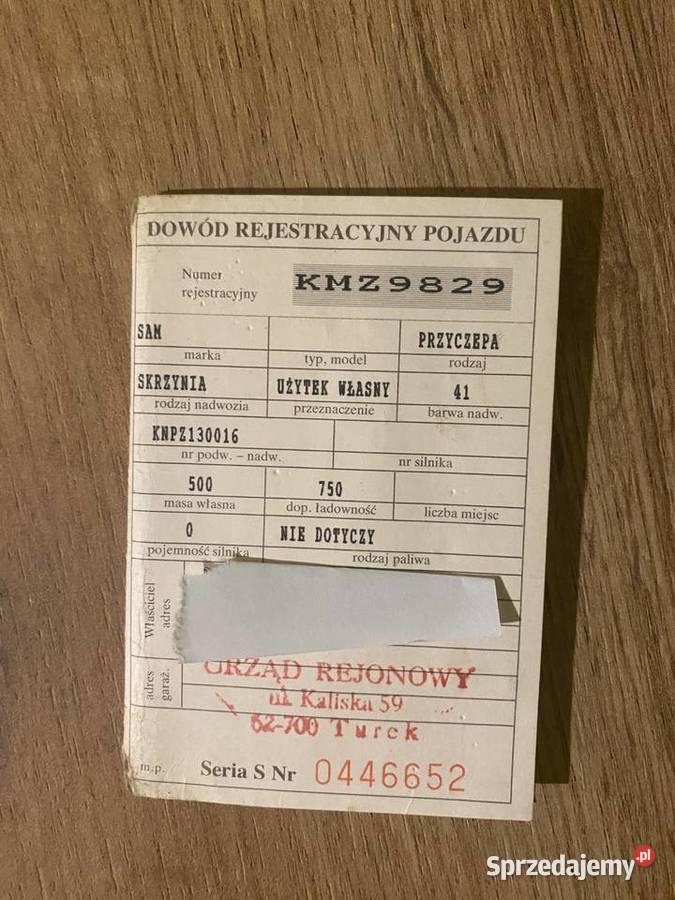 DOWÓD REJESTRACYJNY POJAZDU
Numer rejestracyjny
KMZ9829
SAM
PRZYCZEPA
marka
typ, model
rodzaj
SKRZYNIA
UŻYTEK WŁASNY
41
rodzaj nadwozia
przeznaczenie
barwa nadw.
KNPZ130016
nr podw. – nadw.
nr silnika
500
750
masa własna
dop. ładowność
liczba miejsc
0
NIE DOTYCZY
pojemność silnika
rodzaj paliwa
Właściciel
adres
adres
garaż.
URZĄD REJONOWY
ul. Kaliska 59
62-700 Turek
m.p.
Seria S Nr 0446652
Sprzedajemy.pl